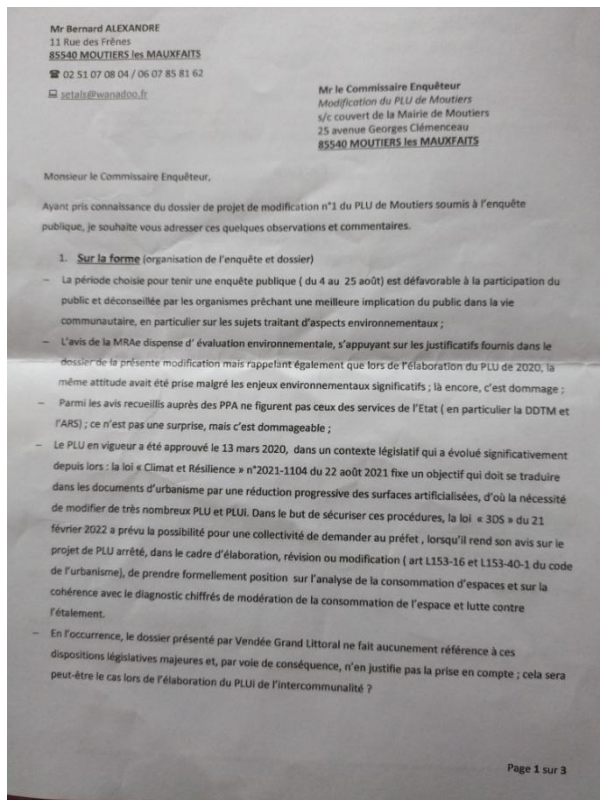 Mr Bernard ALEXANDRE
11 Rue des Frênes
85540 MOUTIERS les MAUXFAITS
☎ 02 51 07 08 04 / 06 07 85 81 62
setals@wanadoo.fr
Mr le Commissaire Enquêteur
Modification du PLU de Moutiers
s/c couvert de la Mairie de Moutiers
25 avenue Georges Clémenceau
85540 MOUTIERS les MAUXFAITS
Monsieur le Commissaire Enquêteur,
Ayant pris connaissance du dossier de projet de modification n°1 du PLU de Moutiers soumis à l'enquête
publique, je souhaite vous adresser ces quelques observations et commentaires.
1. Sur la forme (organisation de l'enquête et dossier)
– La période choisie pour tenir une enquête publique ( du 4 au 25 août) est défavorable à la participation du
public et déconseillée par les organismes prêchant une meilleure implication du public dans la vie
communautaire, en particulier sur les sujets traitant d'aspects environnementaux ;
– L'avis de la MRAe dispense d' évaluation environnementale, s'appuyant sur les justificatifs fournis dans le
dossier de la présente modification mais rappelant également que lors de l'élaboration du PLU de 2020, la
même attitude avait été prise malgré les enjeux environnementaux significatifs ; là encore, c'est dommage ;
– Parmi les avis recueillis auprès des PPA ne figurent pas ceux des services de l'Etat ( en particulier la DDTM et
l'ARS) ; ce n'est pas une surprise, mais c'est dommageable ;
– Le PLU en vigueur a été approuvé le 13 mars 2020, dans un contexte législatif qui a évolué significativement
depuis lors : la loi « Climat et Résilience » n°2021-1104 du 22 août 2021 fixe un objectif qui doit se traduire
dans les documents d'urbanisme par une réduction progressive des surfaces artificialisées, d'où la nécessité
de modifier de très nombreux PLU et PLUi. Dans le but de sécuriser ces procédures, la loi « 3DS » du 21
février 2022 a prévu la possibilité pour une collectivité de demander au préfet , lorsqu'il rend son avis sur le
projet de PLU arrêté, dans le cadre d'élaboration, révision ou modification ( art L153-16 et L153-40-1 du code
de l'urbanisme), de prendre formellement position sur l'analyse de la consommation d'espaces et sur la
cohérence avec le diagnostic chiffrés de modération de la consommation de l'espace et lutte contre
l'étalement.
– En l'occurrence, le dossier présenté par Vendée Grand Littoral ne fait aucunement référence à ces
dispositions législatives majeures et, par voie de conséquence, n'en justifie pas la prise en compte ; cela sera
peut-être le cas lors de l'élaboration du PLUi de l'intercommunalité ?
Page 1 sur 3